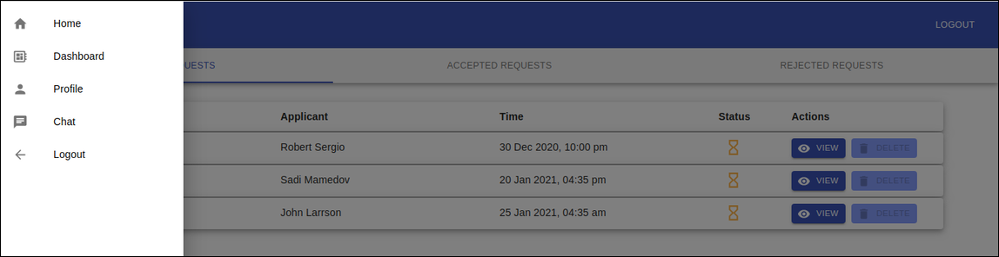 Home
Dashboard
Profile
Chat
Logout
LOGOUT
UESTS ACCEPTED REQUESTS REJECTED REQUESTS
Applicant Time Status Actions
Robert Sergio 30 Dec 2020, 10:00 pm VIEW DELETE
Sadi Mamedov 20 Jan 2021, 04:35 pm VIEW DELETE
John Larrson 25 Jan 2021, 04:35 am VIEW DELETE